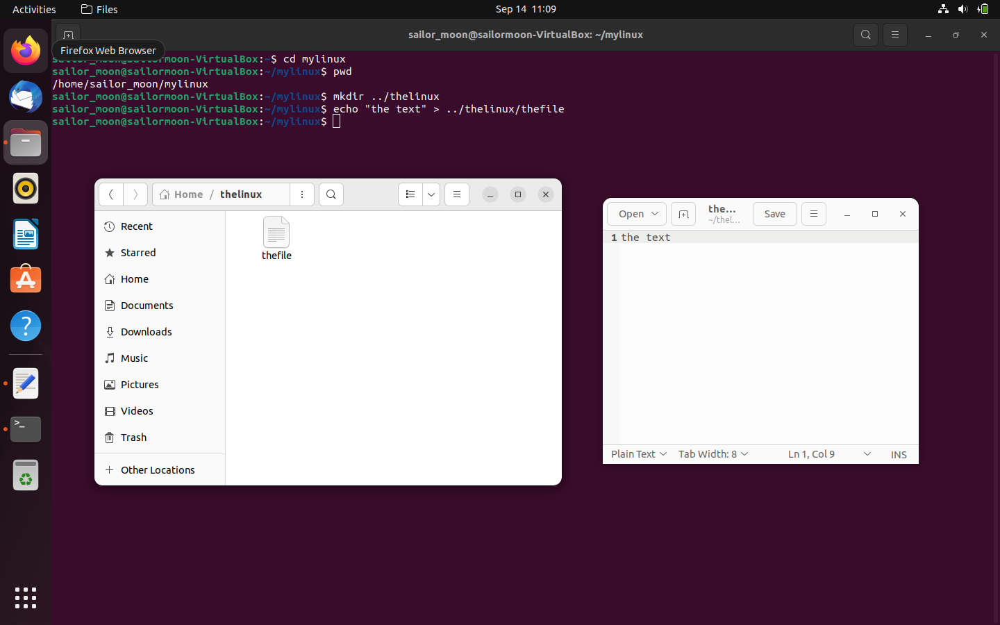 Activities
Files
Sep 14 11:09
sailor_moon@sailormoon-VirtualBox: ~/mylinux
Firefox Web Browser
sailor_moon@sailormoon-VirtualBox:~$ cd mylinux
sailor_moon@sailormoon-VirtualBox:~/mylinux$ pwd
/home/sailor_moon/mylinux
sailor_moon@sailormoon-VirtualBox:~/mylinux$ mkdir ../thelinux
sailor_moon@sailormoon-VirtualBox:~/mylinux$ echo "the text" > ../thelinux/thefile
sailor_moon@sailormoon-VirtualBox:~/mylinux$
Home / thelinux
Recent
Starred
Home
Documents
Downloads
Music
Pictures
Videos
Trash
Other Locations
thefile
Open
the...
~/thel...
Save
1 the text
Plain Text
Tab Width: 8
Ln 1, Col 9
INS